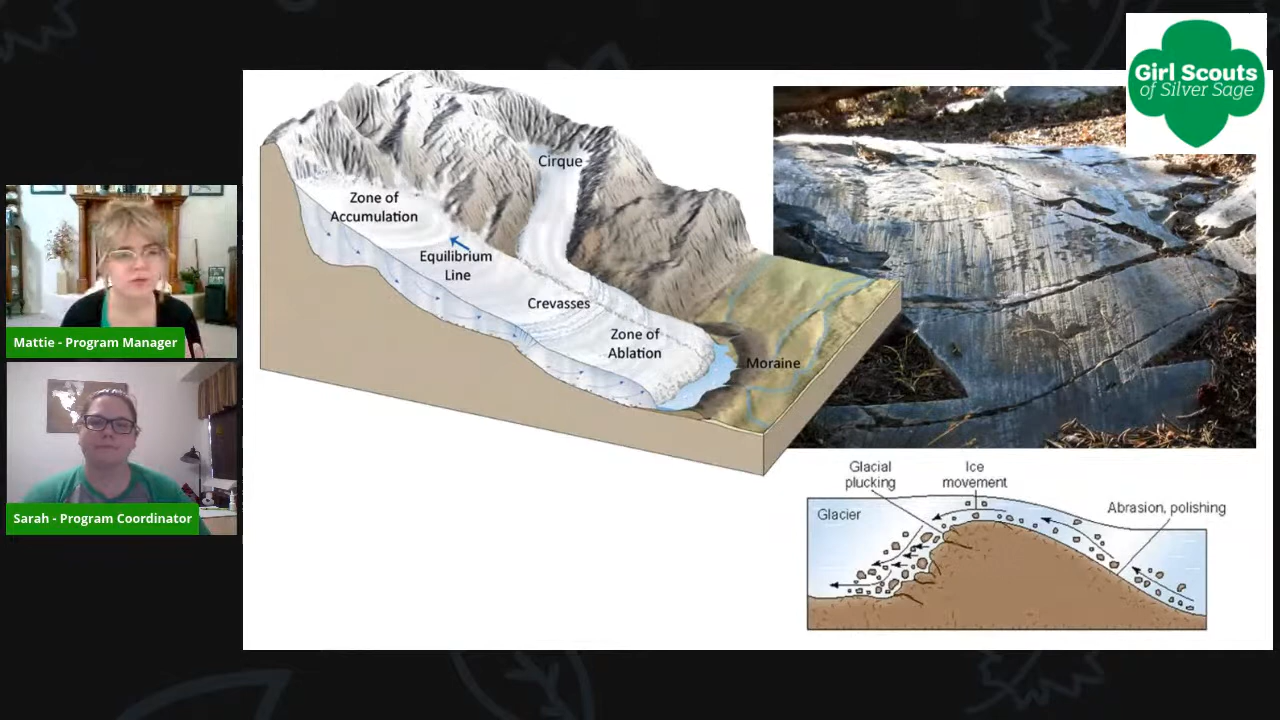 Girl Scouts
of Silver Sage
Cirque
Zone of
Accumulation
Equilibrium
Line
Crevasses
Zone of
Ablation
Moraine
Mattie - Program Manager
Sarah - Program Coordinator
Glacial
plucking
Ice
movement
Abrasion, polishing
Glacier